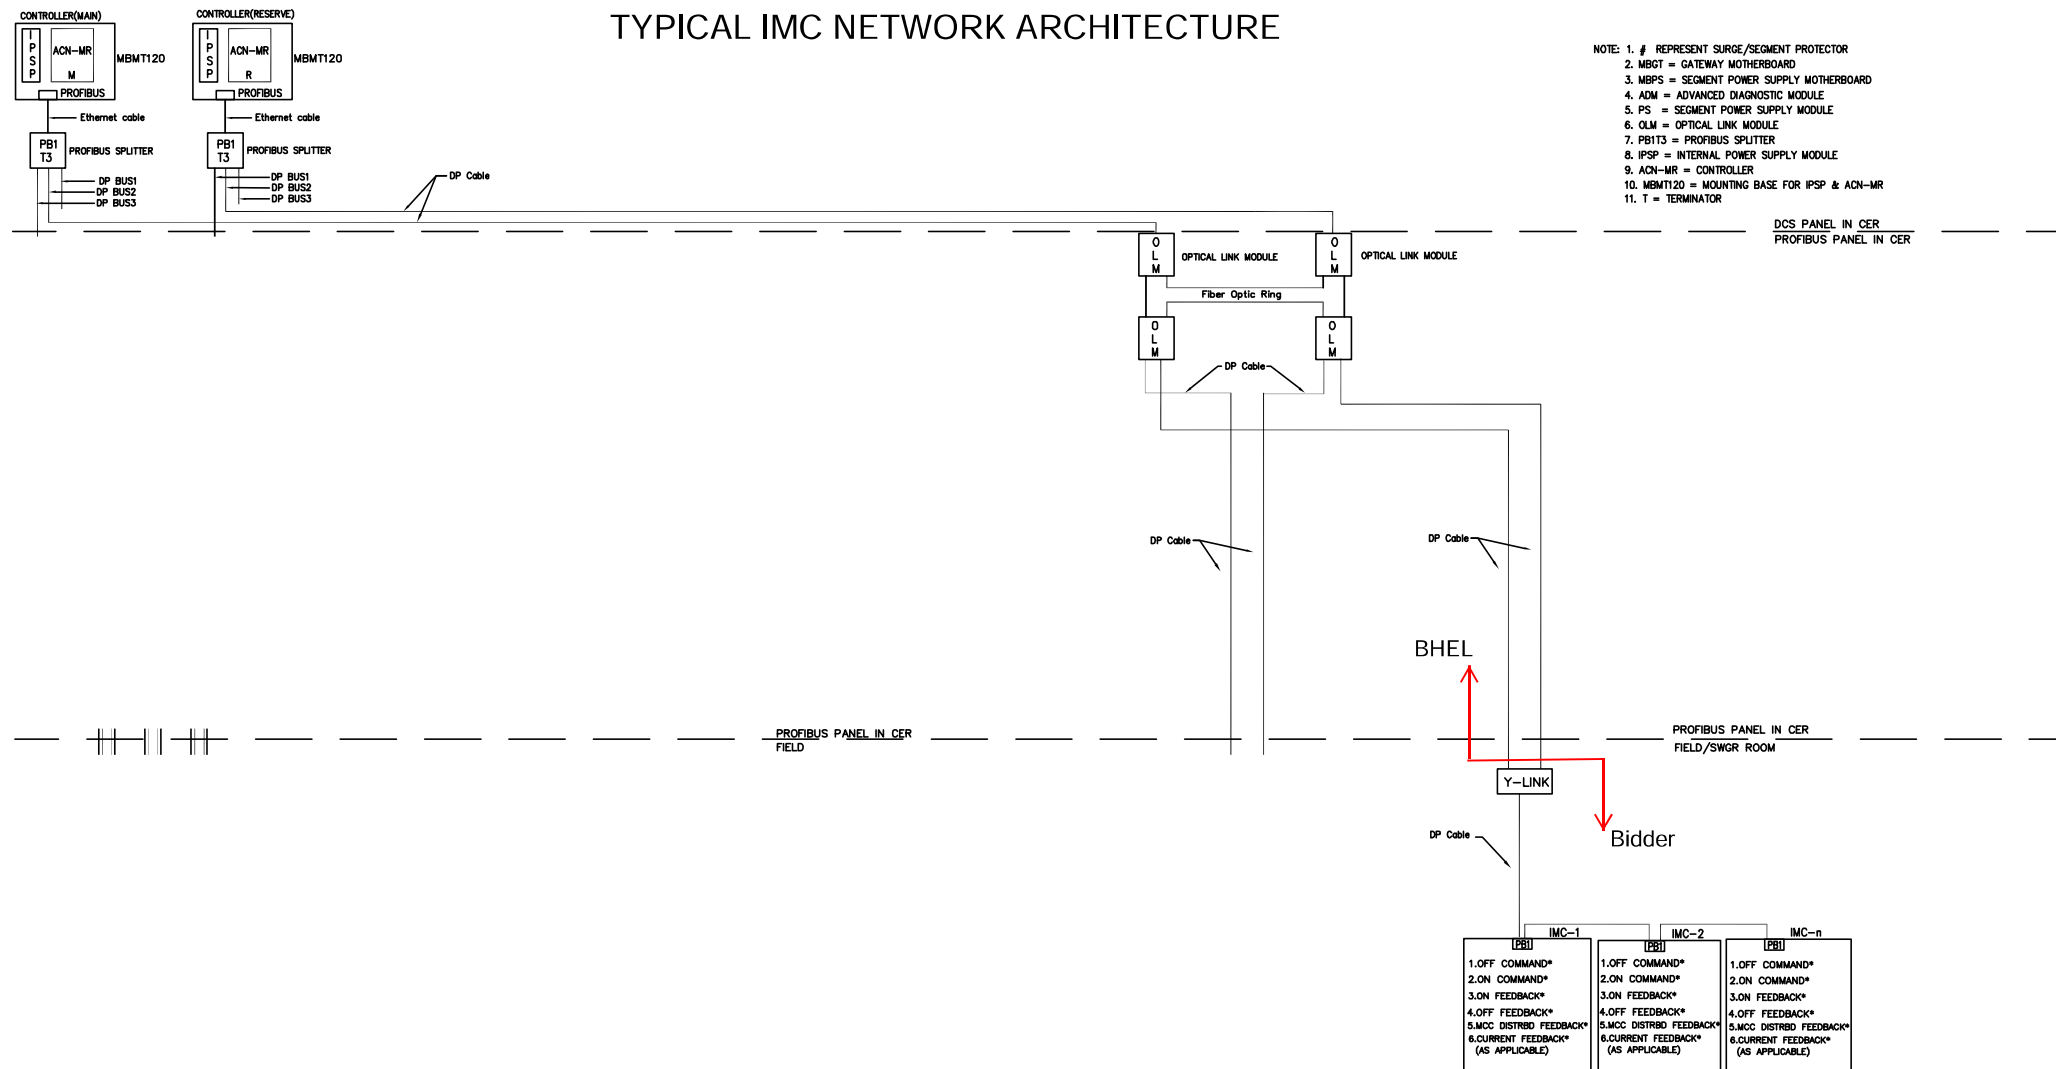 TYPICAL IMC NETWORK ARCHITECTURE
CONTROLLER(MAIN)
IPSP
ACN-MR
M
MBMT120
PROFIBUS
Ethernet cable
PB1
T3
PROFIBUS SPLITTER
DP BUS1
DP BUS2
DP BUS3
CONTROLLER(RESERVE)
IPSP
ACN-MR
R
MBMT120
PROFIBUS
Ethernet cable
PB1
T3
PROFIBUS SPLITTER
DP BUS1
DP BUS2
DP BUS3
DP Cable
NOTE: 1. # REPRESENT SURGE/SEGMENT PROTECTOR
2. MBGT = GATEWAY MOTHERBOARD
3. MBPS = SEGMENT POWER SUPPLY MOTHERBOARD
4. ADM = ADVANCED DIAGNOSTIC MODULE
5. PS = SEGMENT POWER SUPPLY MODULE
6. OLM = OPTICAL LINK MODULE
7. PB1T3 = PROFIBUS SPLITTER
8. IPSP = INTERNAL POWER SUPPLY MODULE
9. ACN-MR = CONTROLLER
10. MBMT120 = MOUNTING BASE FOR IPSP & ACN-MR
11. T = TERMINATOR
DCS PANEL IN CER
PROFIBUS PANEL IN CER
OLM
OPTICAL LINK MODULE
OLM
OPTICAL LINK MODULE
Fiber Optic Ring
OLM
OLM
DP Cable
DP Cable
DP Cable
BHEL
PROFIBUS PANEL IN CER
FIELD
PROFIBUS PANEL IN CER
FIELD/SWGR ROOM
Y-LINK
DP Cable
Bidder
IMC-1
PB1
1.OFF COMMAND*
2.ON COMMAND*
3.ON FEEDBACK*
4.OFF FEEDBACK*
5.MCC DISTRBD FEEDBACK*
6.CURRENT FEEDBACK*
(AS APPLICABLE)
IMC-2
PB1
1.OFF COMMAND*
2.ON COMMAND*
3.ON FEEDBACK*
4.OFF FEEDBACK*
5.MCC DISTRBD FEEDBACK*
6.CURRENT FEEDBACK*
(AS APPLICABLE)
IMC-n
PB1
1.OFF COMMAND*
2.ON COMMAND*
3.ON FEEDBACK*
4.OFF FEEDBACK*
5.MCC DISTRBD FEEDBACK*
6.CURRENT FEEDBACK*
(AS APPLICABLE)